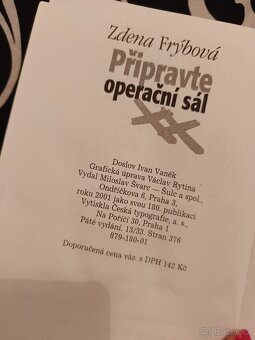 Zdena Frýbová
Připravte
operační sál
Doslov Ivan Vaněk
Grafická úprava Václav Rytina
Vydal Miloslav Švarc – Šulc a spol.,
Ondříčkova 6, Praha 3,
roku 2001 jako svou 180. publikaci
Vytiskla Česká typografie, a. s.,
Na Poříčí 30, Praha 1
Páté vydání. 13/33. Stran 376
879-180-01
Doporučená cena váz. s DPH 142 Kč